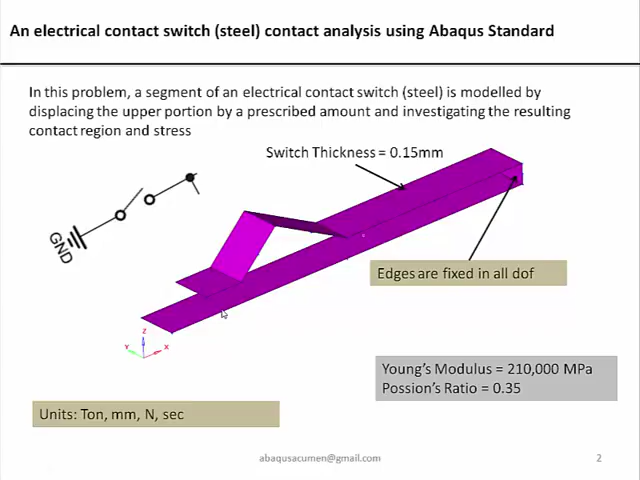 An electrical contact switch (steel) contact analysis using Abaqus Standard
In this problem, a segment of an electrical contact switch (steel) is modelled by
displacing the upper portion by a prescribed amount and investigating the resulting
contact region and stress
Switch Thickness = 0.15mm
GND
Edges are fixed in all dof
Z
Y
X
Young's Modulus = 210,000 MPa
Possion's Ratio = 0.35
Units: Ton, mm, N, sec
abaqusacumen@gmail.com
2